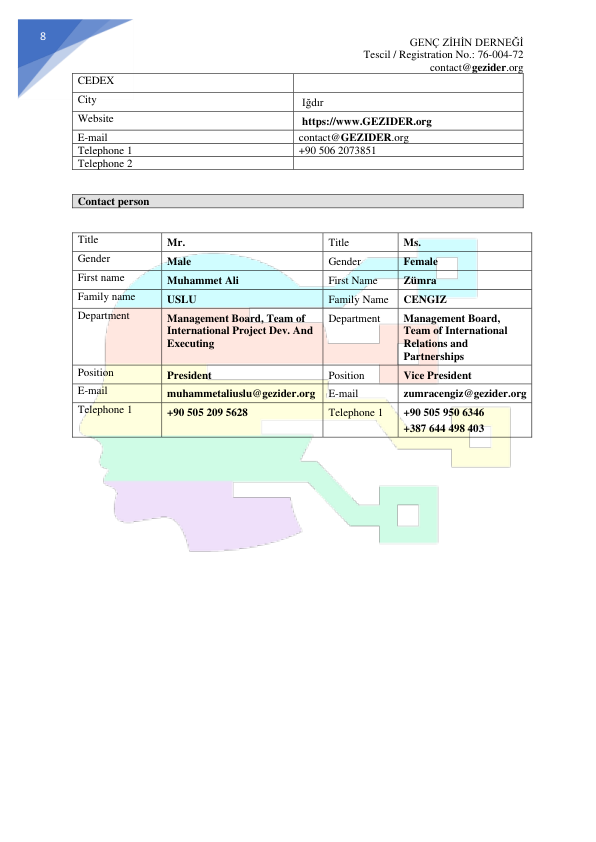 8
GENÇ ZİHİN DERNEĞİ
Tescil / Registration No.: 76-004-72
contact@gezider.org
CEDEX
City Iğdır
Website https://www.GEZIDER.org
E-mail contact@GEZIDER.org
Telephone 1 +90 506 2073851
Telephone 2
Contact person
Title Mr. Title Ms.
Gender Male Gender Female
First name Muhammet Ali First Name Zümra
Family name USLU Family Name CENGIZ
Department Management Board, Team of Department Management Board,
International Project Dev. And Team of International
Executing Relations and
Partnerships
Position President Position Vice President
E-mail muhammetaliuslu@gezider.org E-mail zumracengiz@gezider.org
Telephone 1 +90 505 209 5628 Telephone 1 +90 505 950 6346
+387 644 498 403